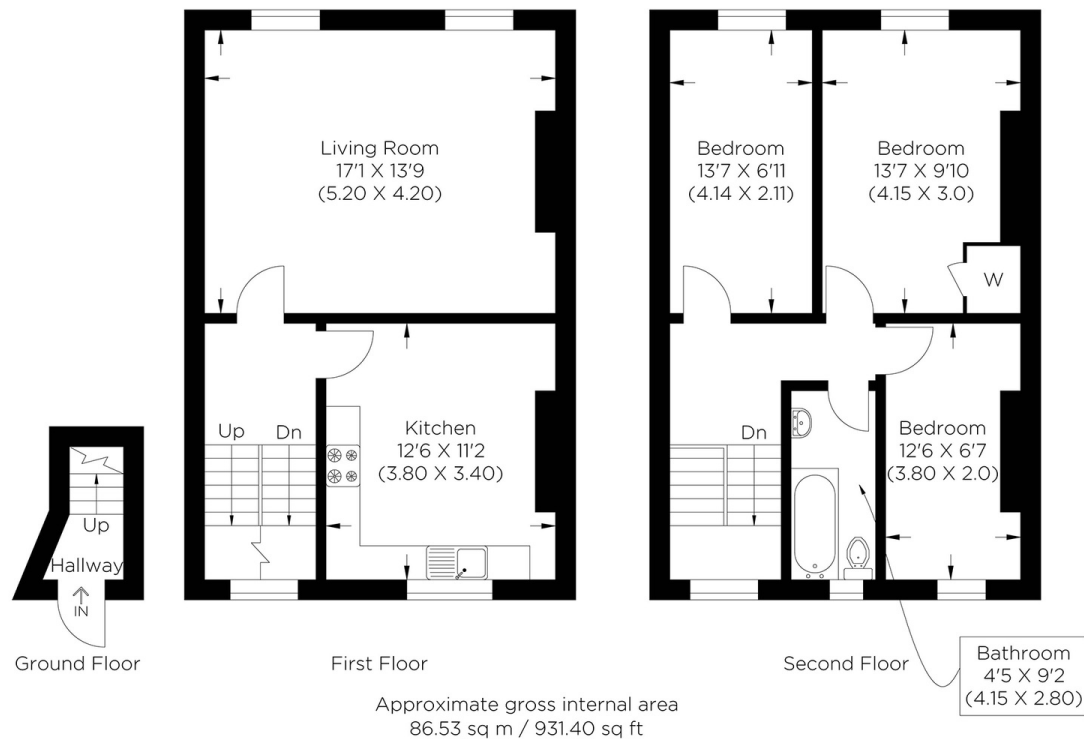 Living Room
17'1 X 13'9
(5.20 X 4.20)
Bedroom
13'7 X 6'11
(4.14 X 2.11)
Bedroom
13'7 X 9'10
(4.15 X 3.0)
W
Up
Dn
Kitchen
12'6 X 11'2
(3.80 X 3.40)
Dn
Bedroom
12'6 X 6'7
(3.80 X 2.0)
Up
Hallway
IN
Ground Floor
First Floor
Second Floor
Bathroom
4'5 X 9'2
(4.15 X 2.80)
Approximate gross internal area
86.53 sq m / 931.40 sq ft